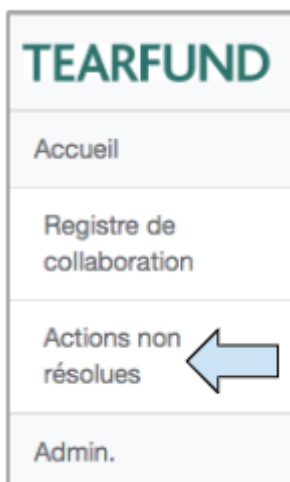 TEARFUND
Accueil
Registre de
collaboration
Actions non
résolues
Admin.